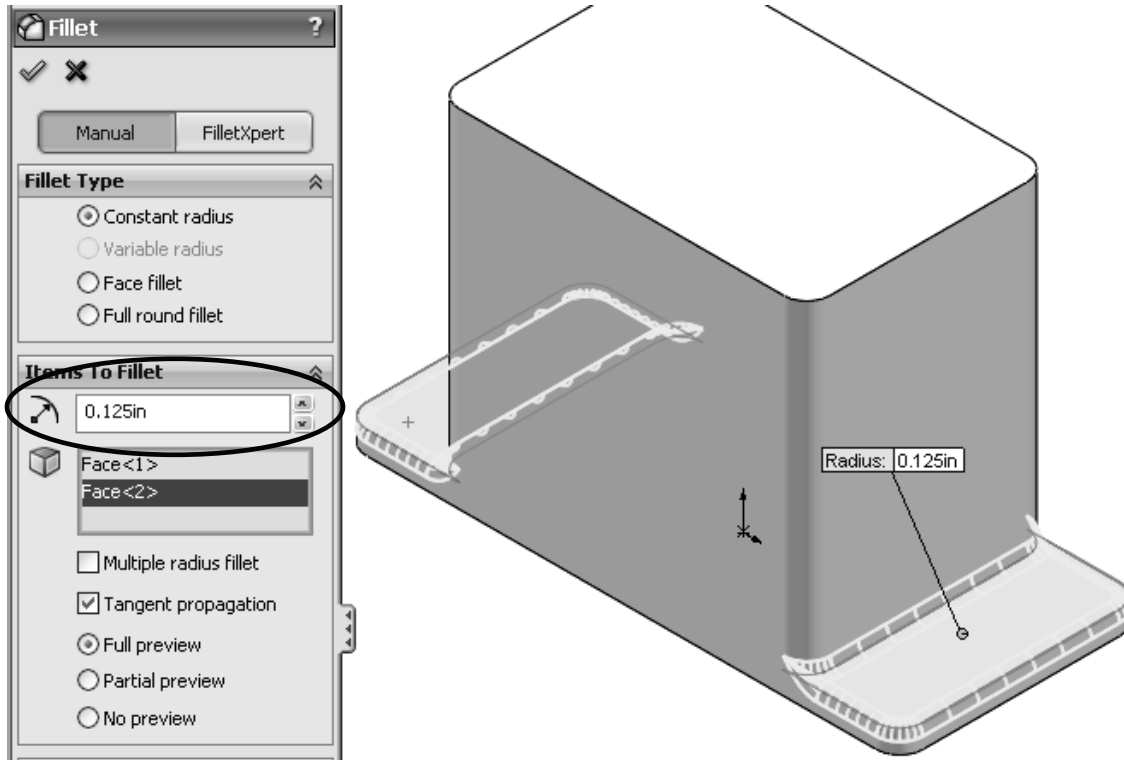 Fillet ?
Manual FilletXpert
Fillet Type
Constant radius
Variable radius
Face fillet
Full round fillet
Items To Fillet
0.125in
Face<1>
Face<2>
Multiple radius fillet
Tangent propagation
Full preview
Partial preview
No preview
Radius: 0.125in